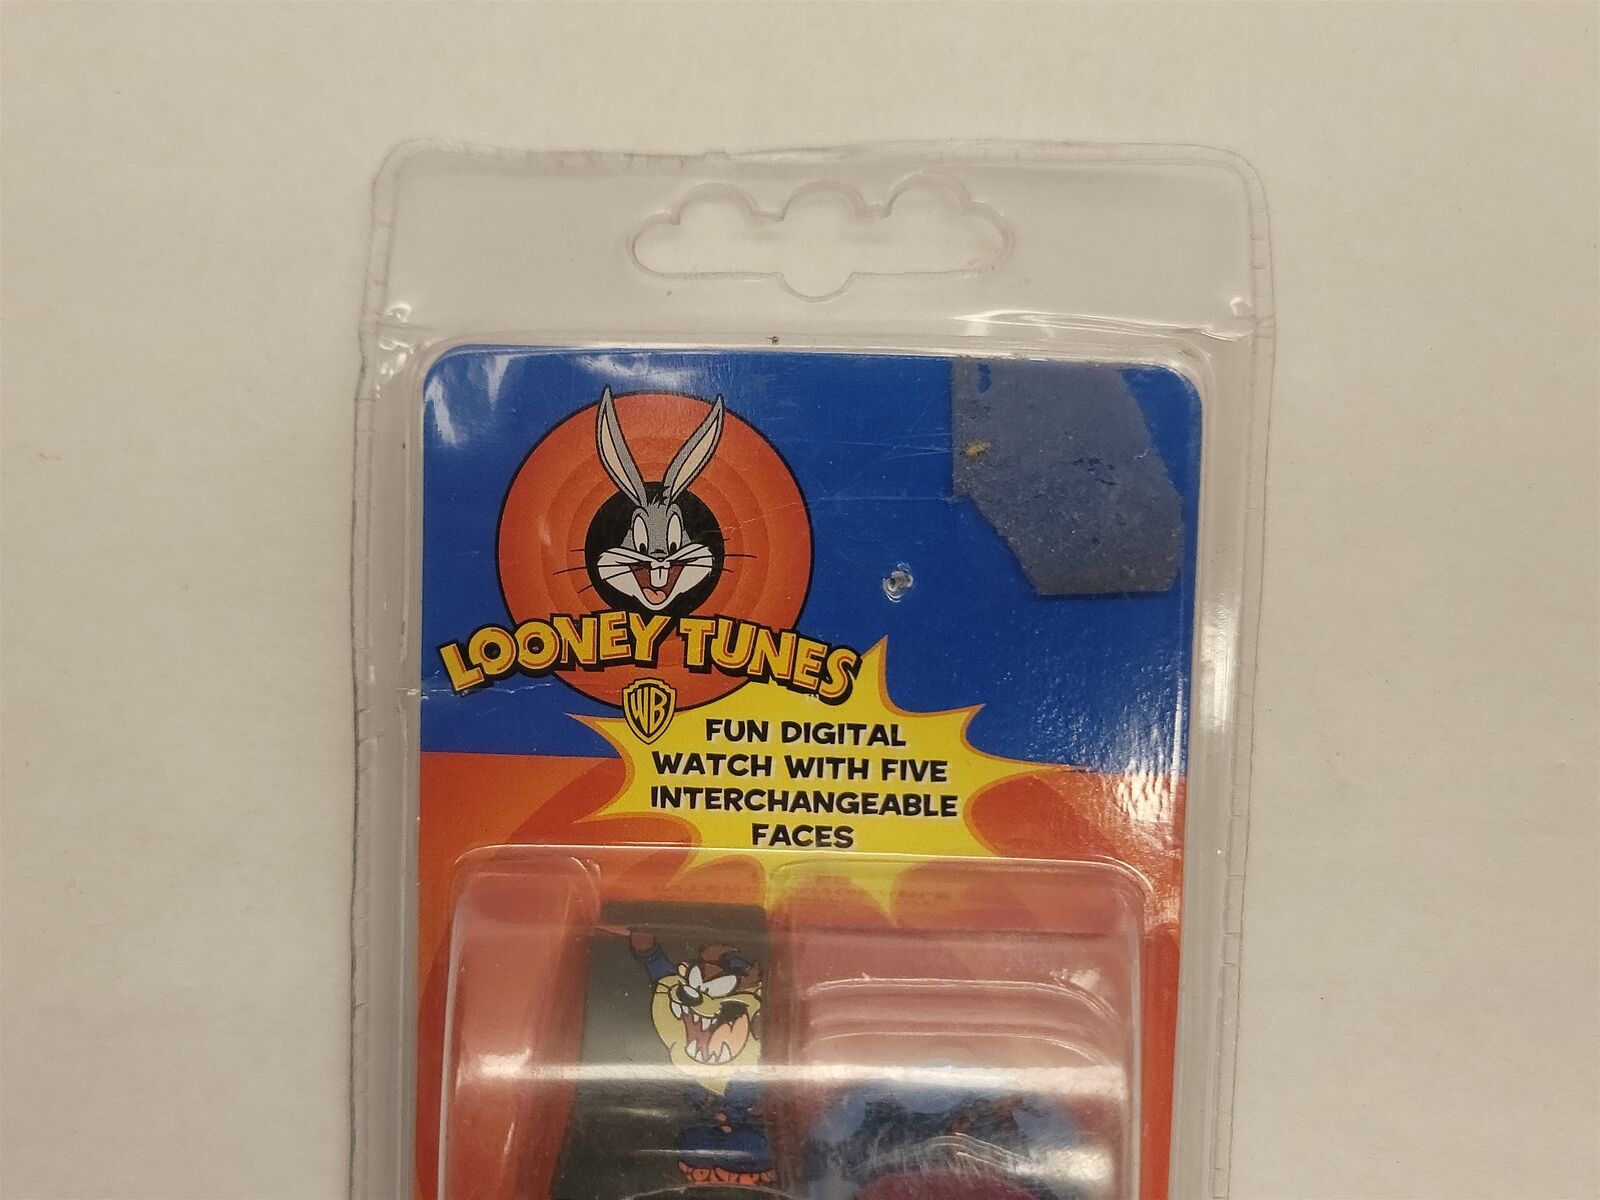 LOONEY TUNES
WB
FUN DIGITAL
WATCH WITH FIVE
INTERCHANGEABLE
FACES